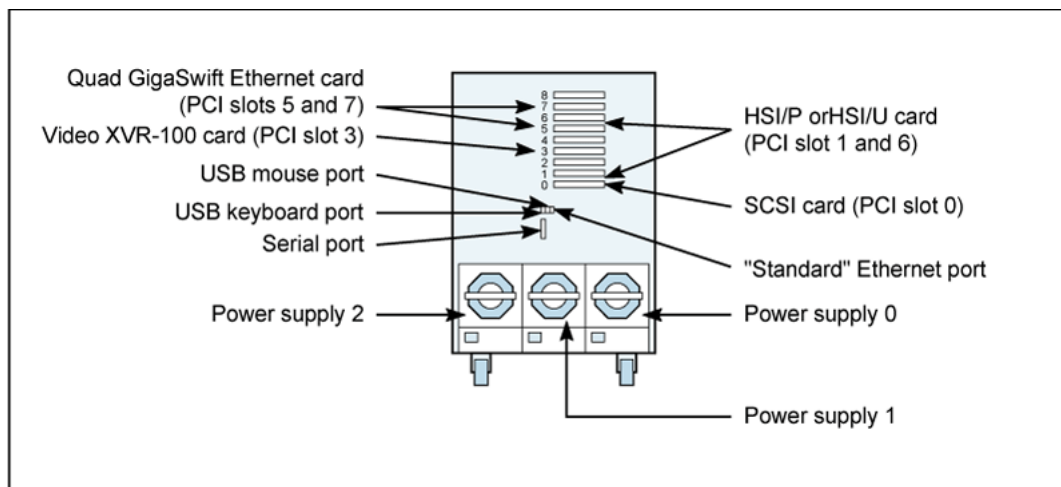 Quad GigaSwift Ethernet card
(PCI slots 5 and 7)
Video XVR-100 card (PCI slot 3)
USB mouse port
USB keyboard port
Serial port
Power supply 2
8
7
6
5
4
3
2
1
0
HSI/P orHSI/U card
(PCI slot 1 and 6)
SCSI card (PCI slot 0)
"Standard" Ethernet port
Power supply 0
Power supply 1